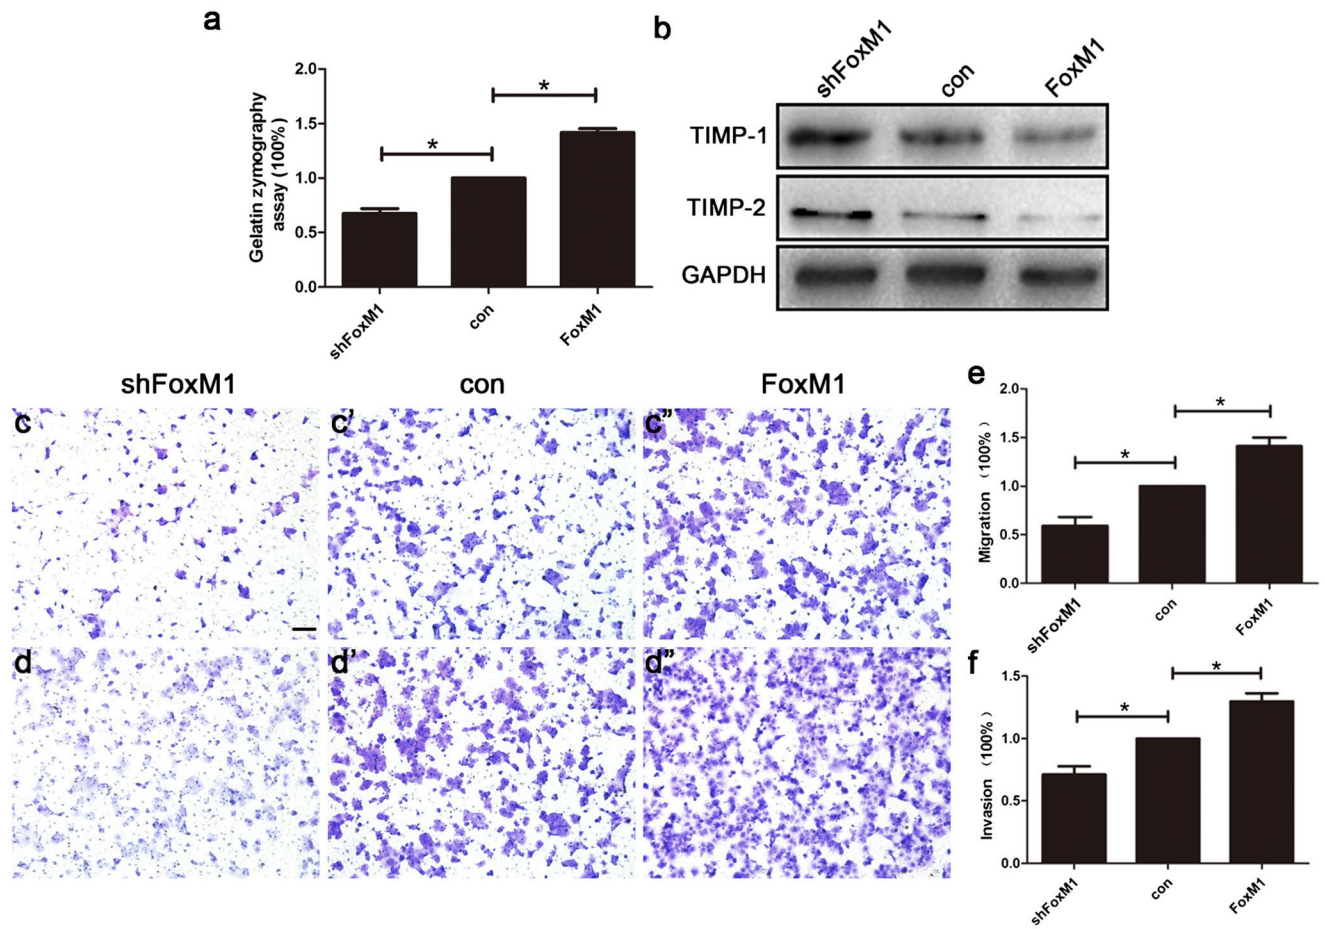 a
2.0
1.5
1.0
0.5
0.0
Gelatin zymography
assay (100%)
*
*
shFoxM1
con
FoxM1
b
shFoxM1
con
FoxM1
TIMP-1
TIMP-2
GAPDH
shFoxM1
con
FoxM1
c
c’
c”
d
d’
d”
e
2.0
1.5
1.0
0.5
0.0
Migration （100%）
*
*
shFoxM1
con
FoxM1
f
1.5
1.0
0.5
0.0
Invasion （100%）
*
*
shFoxM1
con
FoxM1